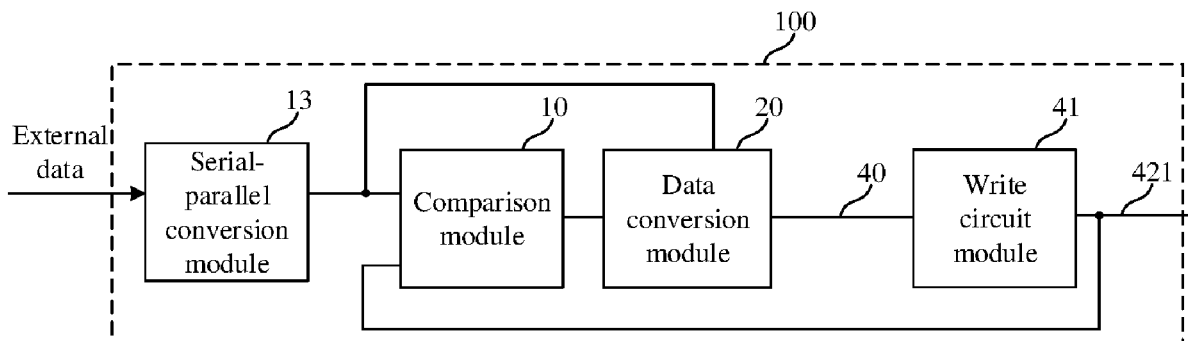 100
External
data
13
Serial-
parallel
conversion
module
10
Comparison
module
20
Data
conversion
module
40
41
Write
circuit
module
421